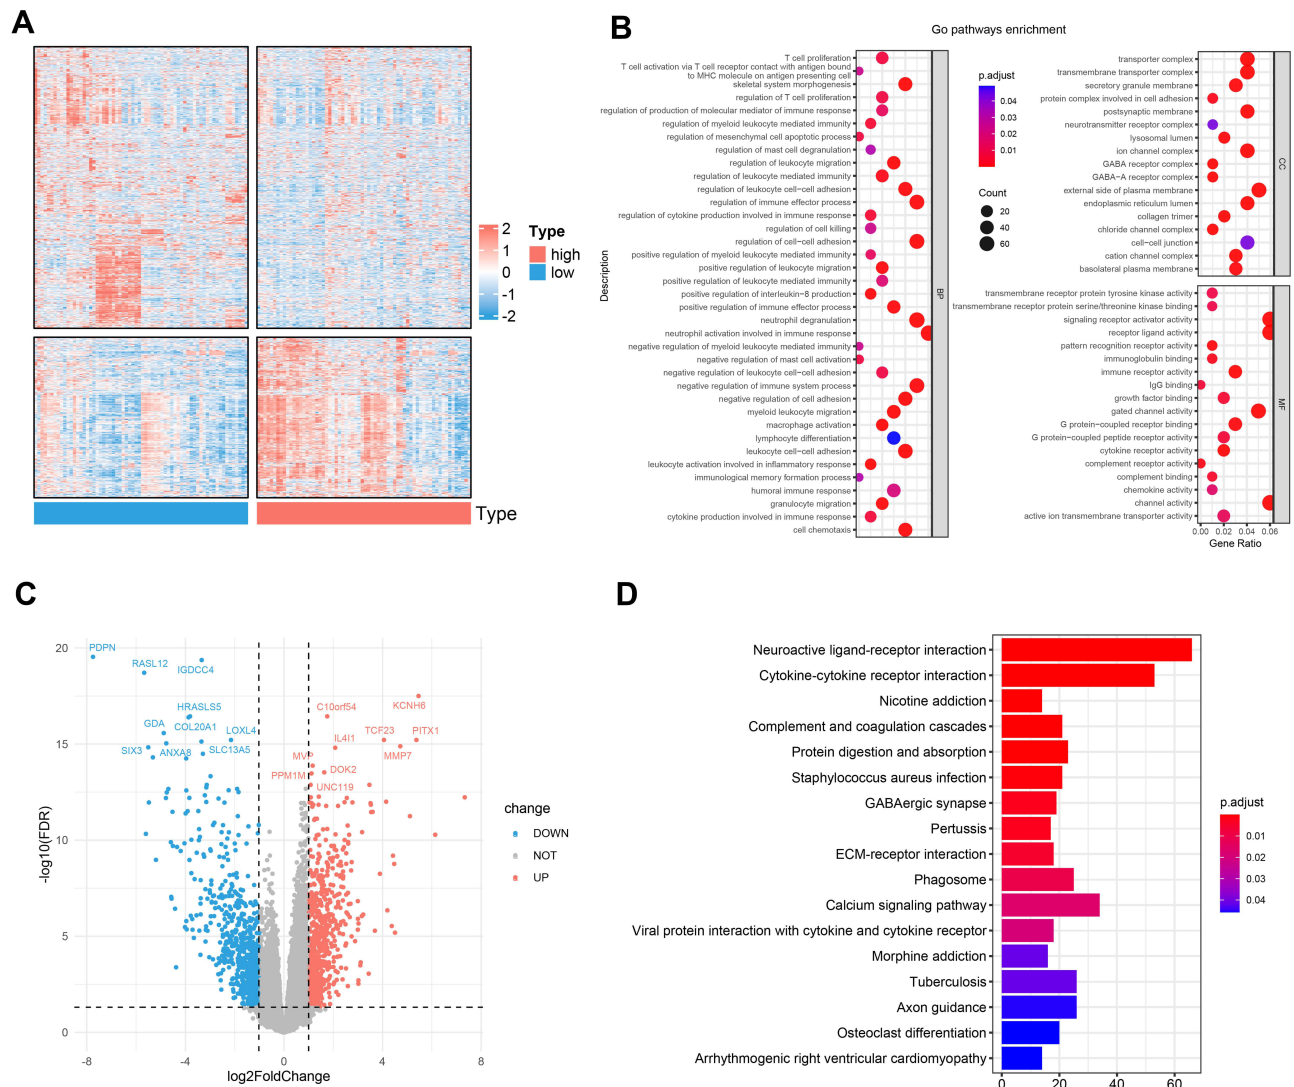 A
2
1
0
-1
-2
Type
high
low
Type
B
Go pathways enrichment
Description
T cell proliferation
T cell activation via T cell receptor contact with antigen bound
to MHC molecule on antigen presenting cell
skeletal system morphogenesis
regulation of T cell proliferation
regulation of production of molecular mediator of immune response
regulation of myeloid leukocyte mediated immunity
regulation of mesenchymal cell apoptotic process
regulation of mast cell degranulation
regulation of leukocyte migration
regulation of leukocyte mediated immunity
regulation of leukocyte cell−cell adhesion
regulation of immune effector process
regulation of cytokine production involved in immune response
regulation of cell killing
regulation of cell−cell adhesion
positive regulation of myeloid leukocyte mediated immunity
positive regulation of leukocyte migration
positive regulation of leukocyte mediated immunity
positive regulation of interleukin−8 production
positive regulation of immune effector process
neutrophil degranulation
neutrophil activation involved in immune response
negative regulation of myeloid leukocyte mediated immunity
negative regulation of mast cell activation
negative regulation of leukocyte cell−cell adhesion
negative regulation of immune system process
negative regulation of cell adhesion
myeloid leukocyte migration
macrophage activation
lymphocyte differentiation
leukocyte cell−cell adhesion
leukocyte activation involved in inflammatory response
immunological memory formation process
humoral immune response
granulocyte migration
cytokine production involved in immune response
cell chemotaxis
BP
p.adjust
0.04
0.03
0.02
0.01
Count
20
40
60
transporter complex
transmembrane transporter complex
secretory granule membrane
protein complex involved in cell adhesion
postsynaptic membrane
neurotransmitter receptor complex
lysosomal lumen
ion channel complex
GABA receptor complex
GABA−A receptor complex
external side of plasma membrane
endoplasmic reticulum lumen
collagen trimer
chloride channel complex
cell−cell junction
cation channel complex
basolateral plasma membrane
CC
transmembrane receptor protein tyrosine kinase activity
transmembrane receptor protein serine/threonine kinase binding
signaling receptor activator activity
receptor ligand activity
pattern recognition receptor activity
immunoglobulin binding
immune receptor activity
IgG binding
growth factor binding
gated channel activity
G protein−coupled receptor binding
G protein−coupled peptide receptor activity
cytokine receptor activity
complement receptor activity
complement binding
chemokine activity
channel activity
active ion transmembrane transporter activity
MF
0.00 0.02 0.04 0.06
Gene Ratio
C
-log10(FDR)
20
15
10
5
0
PDPN
RASL12
IGDCC4
HRASLS5
GDA
COL20A1
LOXL4
SIX3
ANXA8
SLC13A5
C10orf54
KCNH6
IL4I1
TCF23
PITX1
MVP
MMP7
PPM1M
DOK2
UNC119
-8 -4 0 4 8
log2FoldChange
change
DOWN
NOT
UP
D
Neuroactive ligand-receptor interaction
Cytokine-cytokine receptor interaction
Nicotine addiction
Complement and coagulation cascades
Protein digestion and absorption
Staphylococcus aureus infection
GABAergic synapse
Pertussis
ECM-receptor interaction
Phagosome
Calcium signaling pathway
Viral protein interaction with cytokine and cytokine receptor
Morphine addiction
Tuberculosis
Axon guidance
Osteoclast differentiation
Arrhythmogenic right ventricular cardiomyopathy
0 20 40 60
p.adjust
0.01
0.02
0.03
0.04